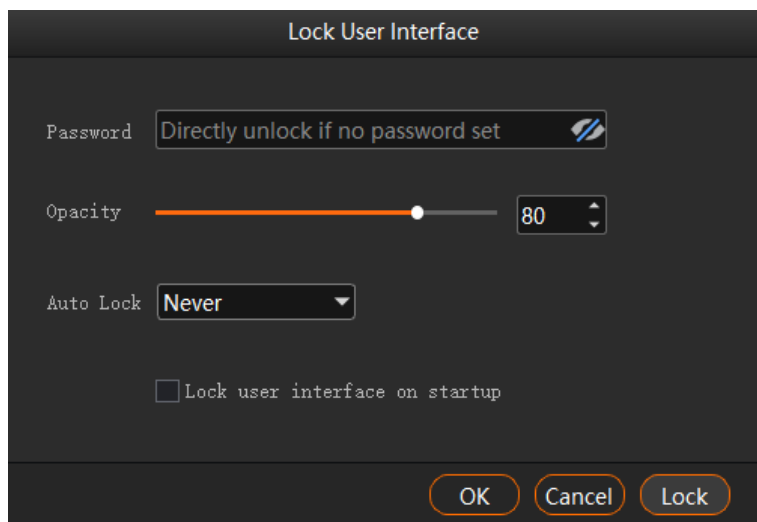 Lock User Interface
Password Directly unlock if no password set
Opacity 80
Auto Lock Never
Lock user interface on startup
OK Cancel Lock